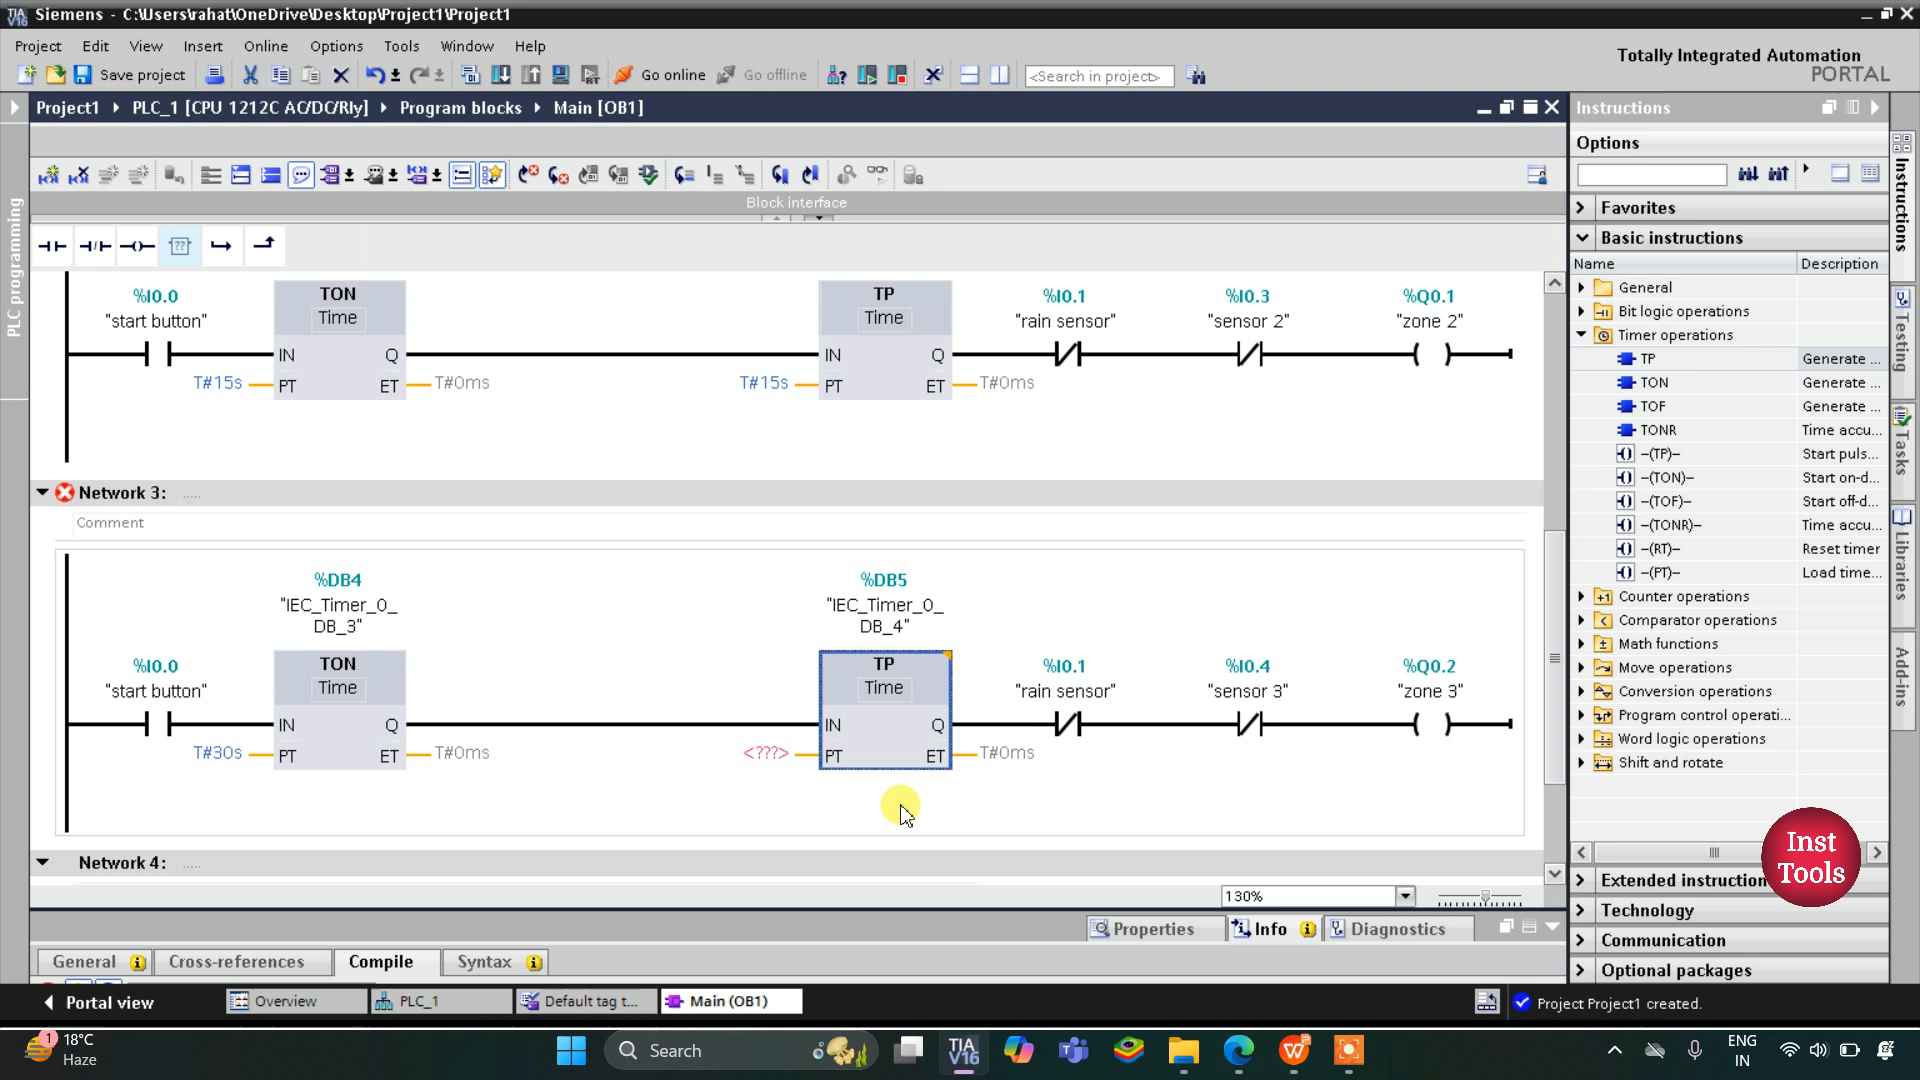 Siemens - C:\Users\rahat\OneDrive\Desktop\Project1\Project1
Project Edit View Insert Online Options Tools Window Help
Totally Integrated Automation
PORTAL
Save project Go online Go offline <Search in project>
Project1 PLC_1 [CPU 1212C AC/DC/Rly] Program blocks Main [OB1]
Instructions
Options
Block interface
Favorites
Basic instructions
Name Description
General
Bit logic operations
Timer operations
TP Generate ...
TON Generate ...
TOF Generate ...
TONR Time accu...
-(TP)- Start puls...
-(TON)- Start on-d...
-(TOF)- Start off-d...
-(TONR)- Time accu...
-(RT)- Reset timer
-(PT)- Load time...
Counter operations
Comparator operations
Math functions
Move operations
Conversion operations
Program control operati...
Word logic operations
Shift and rotate
Extended instruction
Technology
Communication
Optional packages
PLC programming
Instructions
Testing
Tasks
Libraries
Add-ins
%I0.0 TON TP %I0.1 %I0.3 %Q0.1
"start button" Time Time "rain sensor" "sensor 2" "zone 2"
IN Q IN Q
T#15s PT ET T#0ms T#15s PT ET T#0ms
Network 3: .....
Comment
%DB4 %DB5
"IEC_Timer_0_ "IEC_Timer_0_
DB_3" DB_4"
%I0.0 TON TP %I0.1 %I0.4 %Q0.2
"start button" Time Time "rain sensor" "sensor 3" "zone 3"
IN Q IN Q
T#30s PT ET T#0ms <???> PT ET T#0ms
Network 4: .....
130%
Inst
Tools
Properties Info Diagnostics
General Cross-references Compile Syntax
Portal view Overview PLC_1 Default tag t... Main (OB1) Project Project1 created.
1 18°C
Haze
Search
TIA
V16
ENG
IN